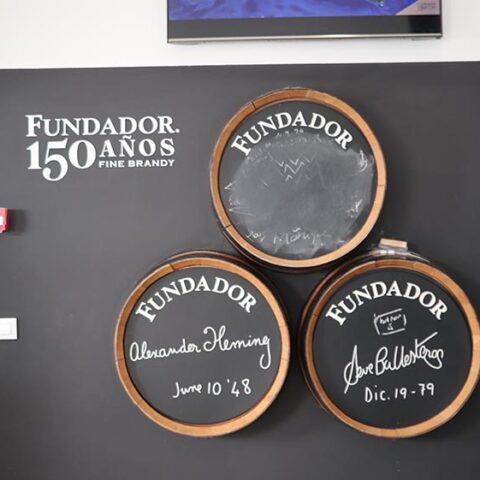 FUNDADOR.
150 AÑOS
FINE BRANDY
FUNDADOR
FUNDADOR
Alexander Fleming
June 10 '48
FUNDADOR
Seve Ballesteros
Dic. 19-79